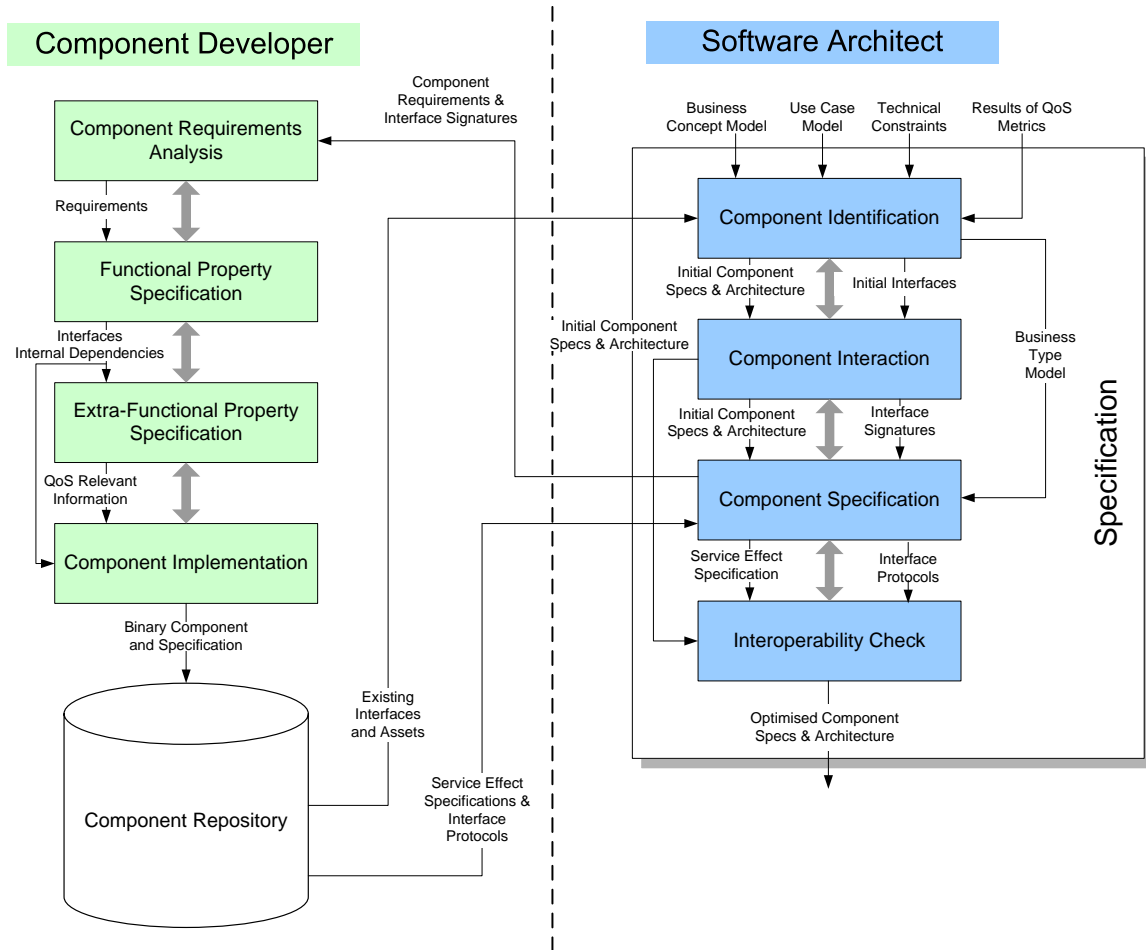 Component Developer
Software Architect
Component
Requirements &
Interface Signatures
Business
Concept Model
Use Case
Model
Technical
Constraints
Results of QoS
Metrics
Component Requirements
Analysis
Requirements
Functional Property
Specification
Interfaces
Internal Dependencies
Extra-Functional Property
Specification
QoS Relevant
Information
Component Implementation
Binary Component
and Specification
Component Repository
Existing
Interfaces
and Assets
Service Effect
Specifications &
Interface
Protocols
Component Identification
Initial Component
Specs & Architecture
Initial Interfaces
Initial Component
Specs & Architecture
Business
Type
Model
Component Interaction
Initial Component
Specs & Architecture
Interface
Signatures
Component Specification
Service Effect
Specification
Interface
Protocols
Interoperability Check
Optimised Component
Specs & Architecture
Specification